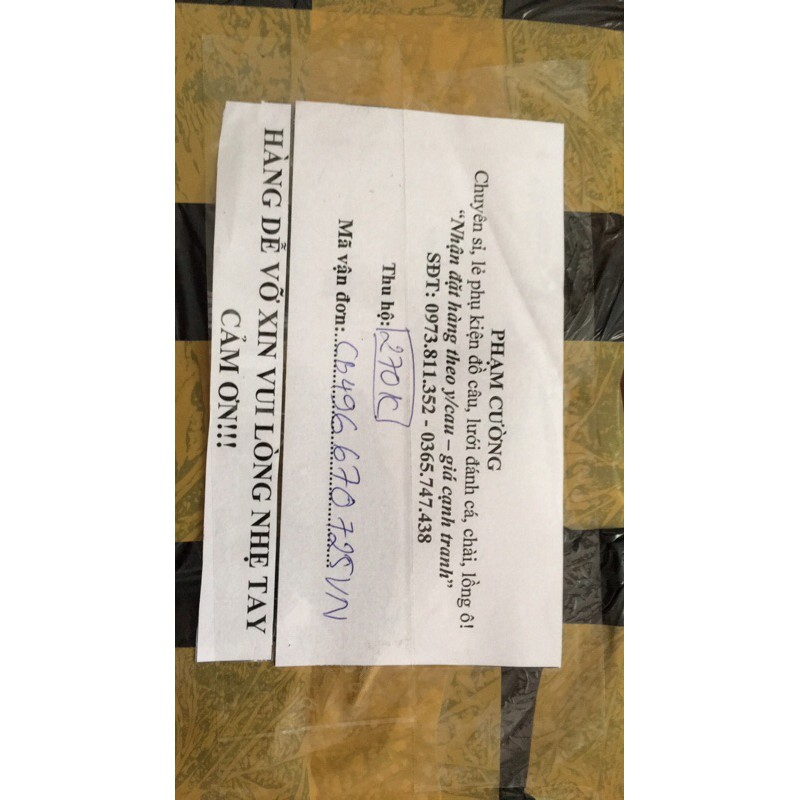 PHẠM CƯỜNG
Chuyên sỉ, lẻ phụ kiện đồ câu, lưới đánh cá, chài, lồng ô!
“Nhận đặt hàng theo y/cau – giá cạnh tranh”
SĐT: 0973.811.352 - 0365.747.438
Thu hộ: 270K
Mã vận đơn: Cb496670725VN
HÀNG DỄ VỠ XIN VUI LÒNG NHẸ TAY
CẢM ƠN!!!